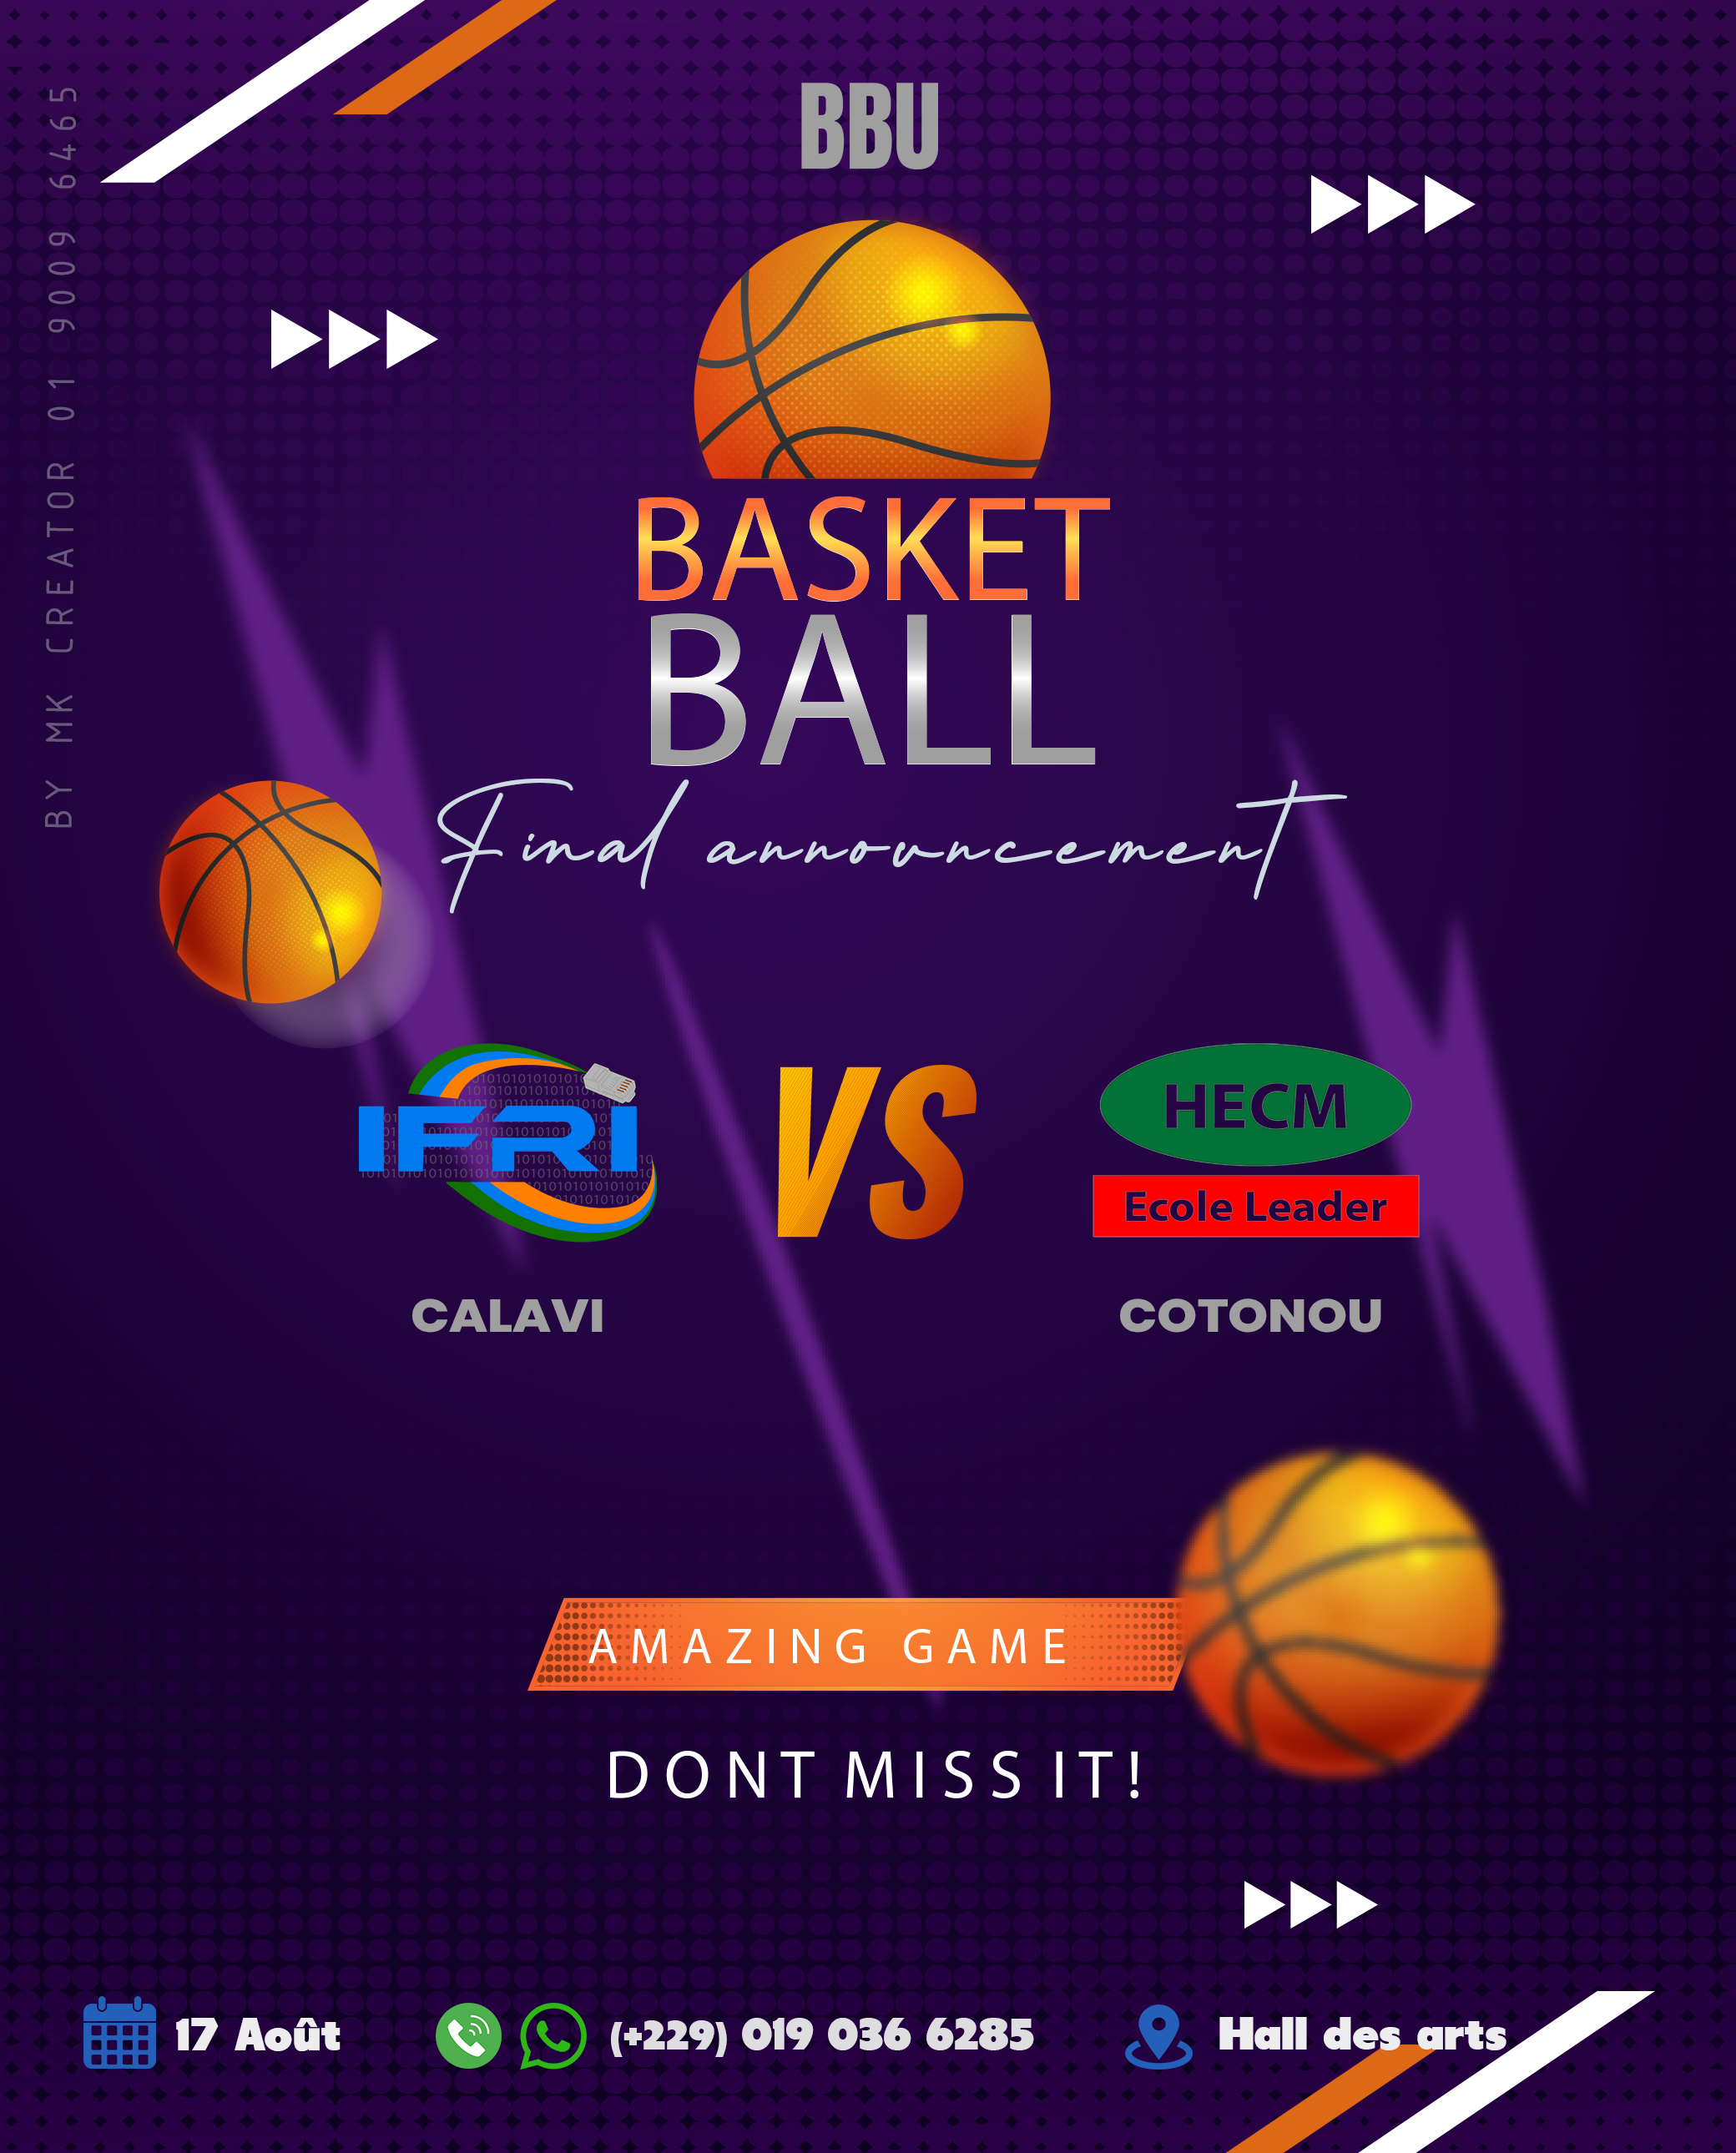 BBU
BY MK CREATOR 01 9009 6465
BASKET
BALL
Final announcement
IFRI
VS
HECM
Ecole Leader
CALAVI
COTONOU
AMAZING GAME
DONT MISS IT!
17 Août
(+229) 019 036 6285
Hall des arts